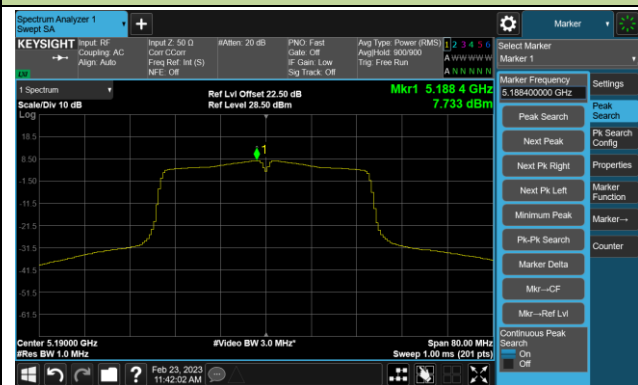 Spectrum Analyzer 1
Swept SA
+
Marker
KEYSIGHT
Input: RF
Coupling: AC
Align: Auto
Input Z: 50 Ω
Corr CCorr
Freq Ref: Int (S)
NFE: Off
#Atten: 20 dB
PNO: Fast
Gate: Off
IF Gain: Low
Sig Track: Off
Avg Type: Power (RMS)
Avg|Hold: 900/900
Trig: Free Run
1 2 3 4 5 6
A W W W W W
A N N N N N
LXI
Select Marker
Marker 1
1 Spectrum
Scale/Div 10 dB
Log
Ref Lvl Offset 22.50 dB
Ref Level 28.50 dBm
Mkr1 5.188 4 GHz
7.733 dBm
18.5
8.50
-1.50
-11.5
-21.5
-31.5
-41.5
-51.5
-61.5
1
Center 5.19000 GHz
#Res BW 1.0 MHz
#Video BW 3.0 MHz*
Span 80.00 MHz
Sweep 1.00 ms (201 pts)
Marker Frequency
5.188400000 GHz
Peak Search
Next Peak
Next Pk Right
Next Pk Left
Minimum Peak
Pk-Pk Search
Marker Delta
Mkr→CF
Mkr→Ref Lvl
Continuous Peak
Search
On
Off
Settings
Peak
Search
Pk Search
Config
Properties
Marker
Function
Marker→
Counter
?
Feb 23, 2023
11:42:02 AM